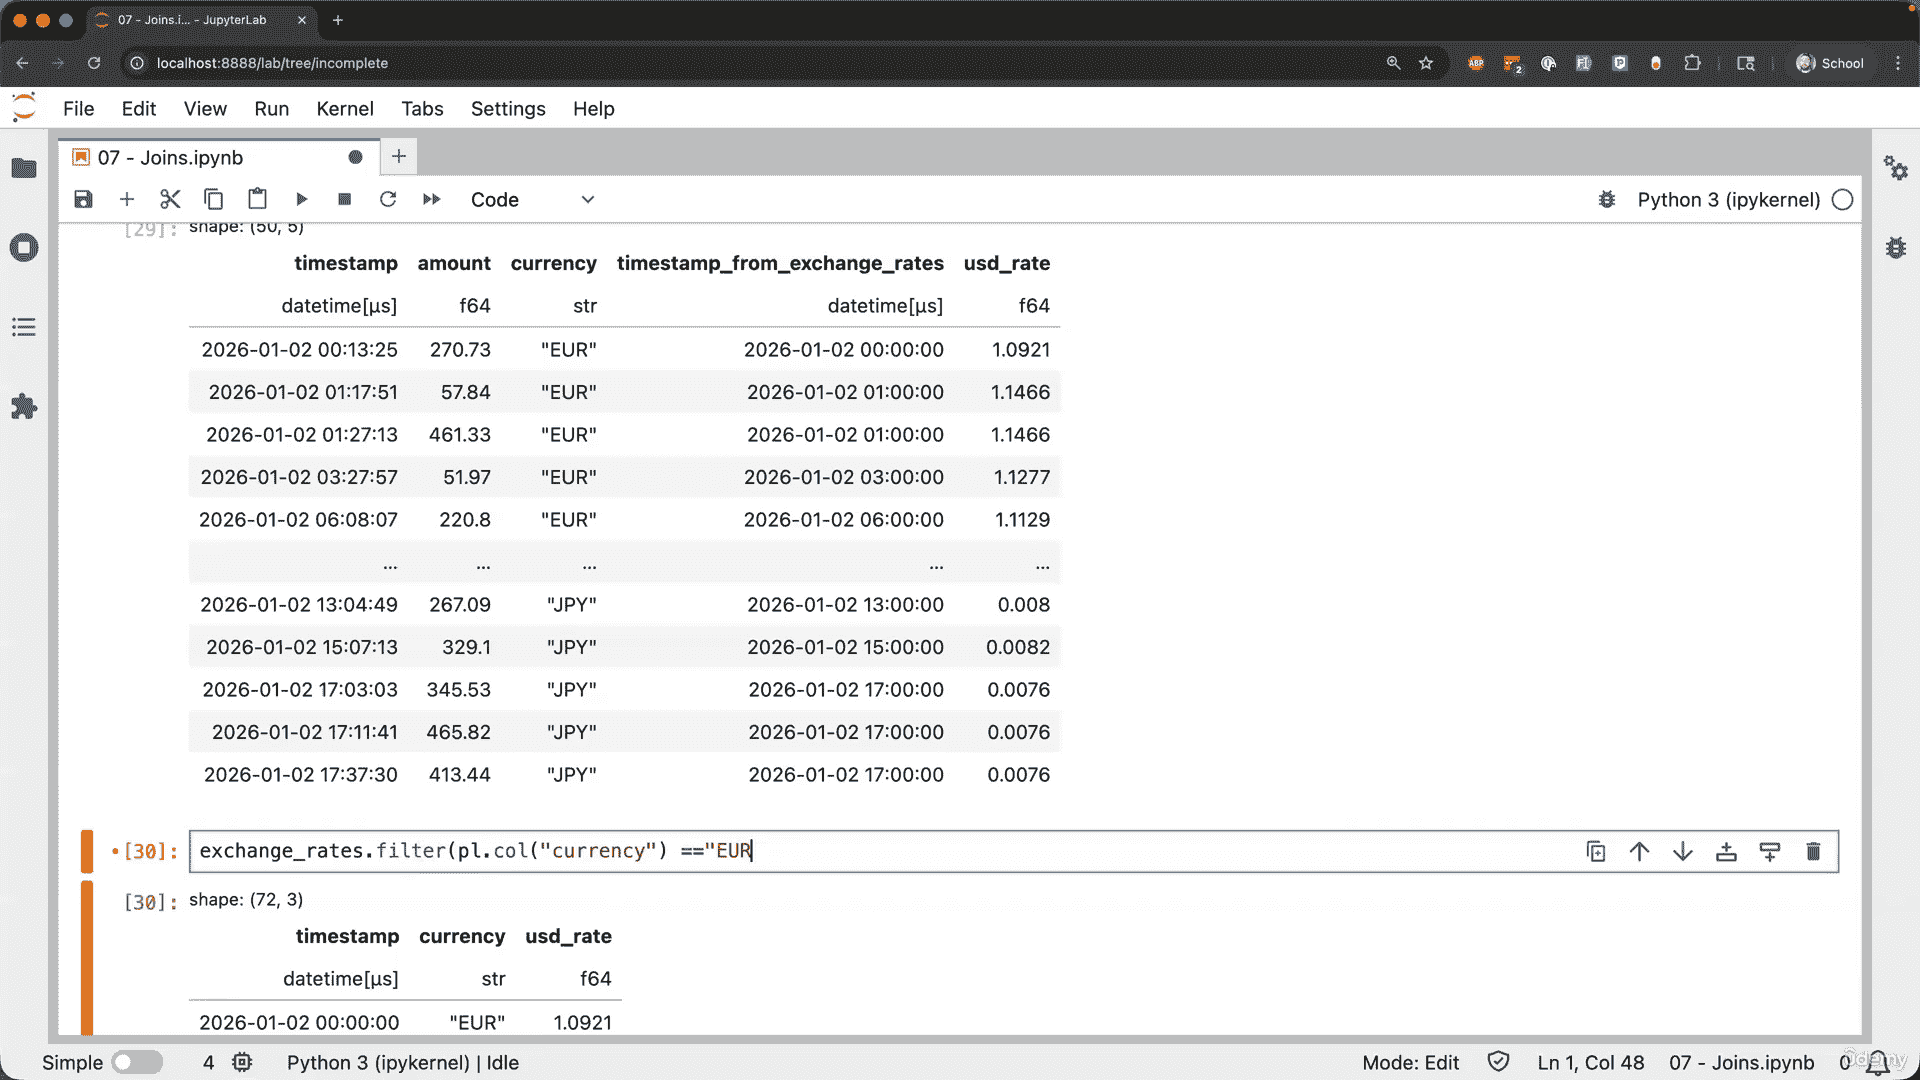 07 - Joins.i... - JupyterLab
localhost:8888/lab/tree/incomplete
ABP
2
School
File Edit View Run Kernel Tabs Settings Help
07 - Joins.ipynb
Code
Python 3 (ipykernel)
[29]: shape: (50, 5)
timestamp amount currency timestamp_from_exchange_rates usd_rate
datetime[μs] f64 str datetime[μs] f64
2026-01-02 00:13:25 270.73 "EUR" 2026-01-02 00:00:00 1.0921
2026-01-02 01:17:51 57.84 "EUR" 2026-01-02 01:00:00 1.1466
2026-01-02 01:27:13 461.33 "EUR" 2026-01-02 01:00:00 1.1466
2026-01-02 03:27:57 51.97 "EUR" 2026-01-02 03:00:00 1.1277
2026-01-02 06:08:07 220.8 "EUR" 2026-01-02 06:00:00 1.1129
... ... ... ... ...
2026-01-02 13:04:49 267.09 "JPY" 2026-01-02 13:00:00 0.008
2026-01-02 15:07:13 329.1 "JPY" 2026-01-02 15:00:00 0.0082
2026-01-02 17:03:03 345.53 "JPY" 2026-01-02 17:00:00 0.0076
2026-01-02 17:11:41 465.82 "JPY" 2026-01-02 17:00:00 0.0076
2026-01-02 17:37:30 413.44 "JPY" 2026-01-02 17:00:00 0.0076
[30]: exchange_rates.filter(pl.col("currency") =="EUR
[30]: shape: (72, 3)
timestamp currency usd_rate
datetime[μs] str f64
2026-01-02 00:00:00 "EUR" 1.0921
Simple 4 Python 3 (ipykernel) | Idle Mode: Edit Ln 1, Col 48 07 - Joins.ipynb 0
udemy